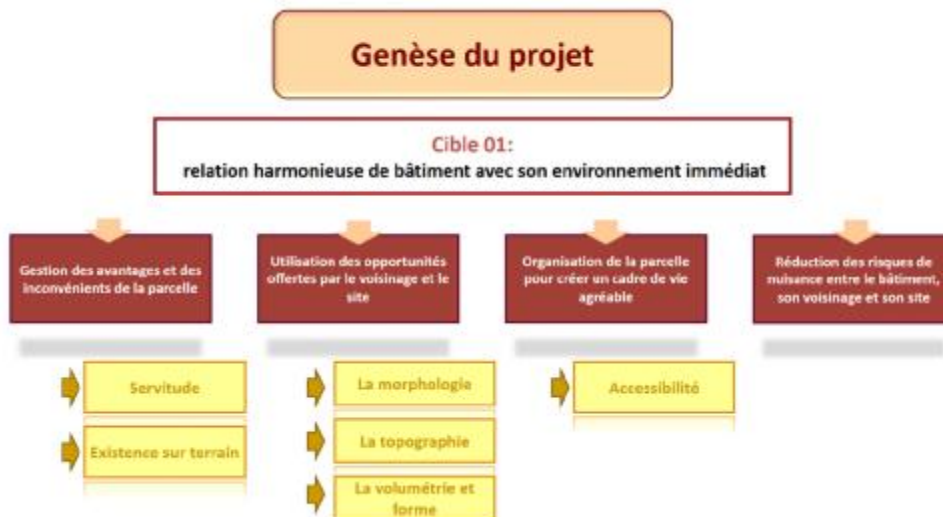 Genèse du projet
Cible 01:
relation harmonieuse de bâtiment avec son environnement immédiat
Gestion des avantages et des
inconvénients de la parcelle
Utilisation des opportunités
offertes par le voisinage et le
site
Organisation de la parcelle
pour créer un cadre de vie
agréable
Réduction des risques de
nuisance entre le bâtiment,
son voisinage et son site
Servitude
Existence sur terrain
La morphologie
La topographie
La volumétrie et
forme
Accessibilité